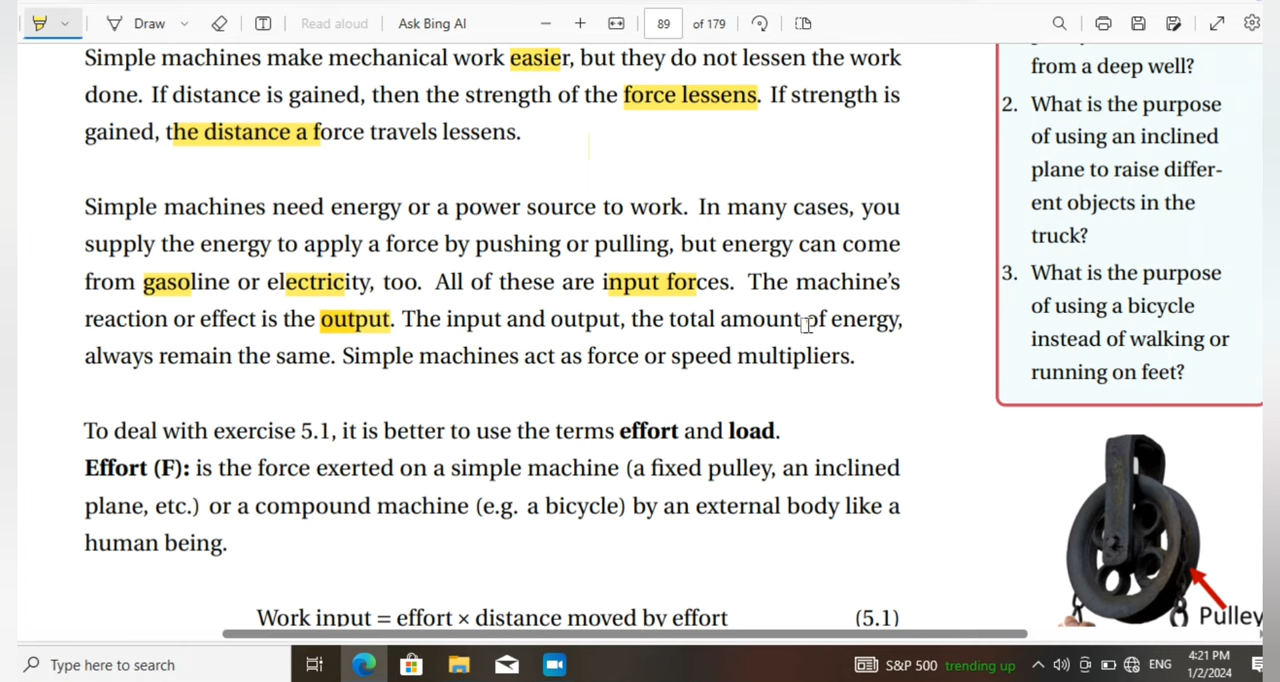 Draw
Read aloud
Ask Bing AI
89
of 179
Simple machines make mechanical work easier, but they do not lessen the work
done. If distance is gained, then the strength of the force lessens. If strength is
gained, the distance a force travels lessens.
Simple machines need energy or a power source to work. In many cases, you
supply the energy to apply a force by pushing or pulling, but energy can come
from gasoline or electricity, too. All of these are input forces. The machine's
reaction or effect is the output. The input and output, the total amount of energy,
always remain the same. Simple machines act as force or speed multipliers.
To deal with exercise 5.1, it is better to use the terms effort and load.
Effort (F): is the force exerted on a simple machine (a fixed pulley, an inclined
plane, etc.) or a compound machine (e.g. a bicycle) by an external body like a
human being.
Work input = effort × distance moved by effort (5.1)
from a deep well?
2. What is the purpose
of using an inclined
plane to raise differ-
ent objects in the
truck?
3. What is the purpose
of using a bicycle
instead of walking or
running on feet?
Pulley
Type here to search
S&P 500 trending up
ENG
4:21 PM
1/2/2024